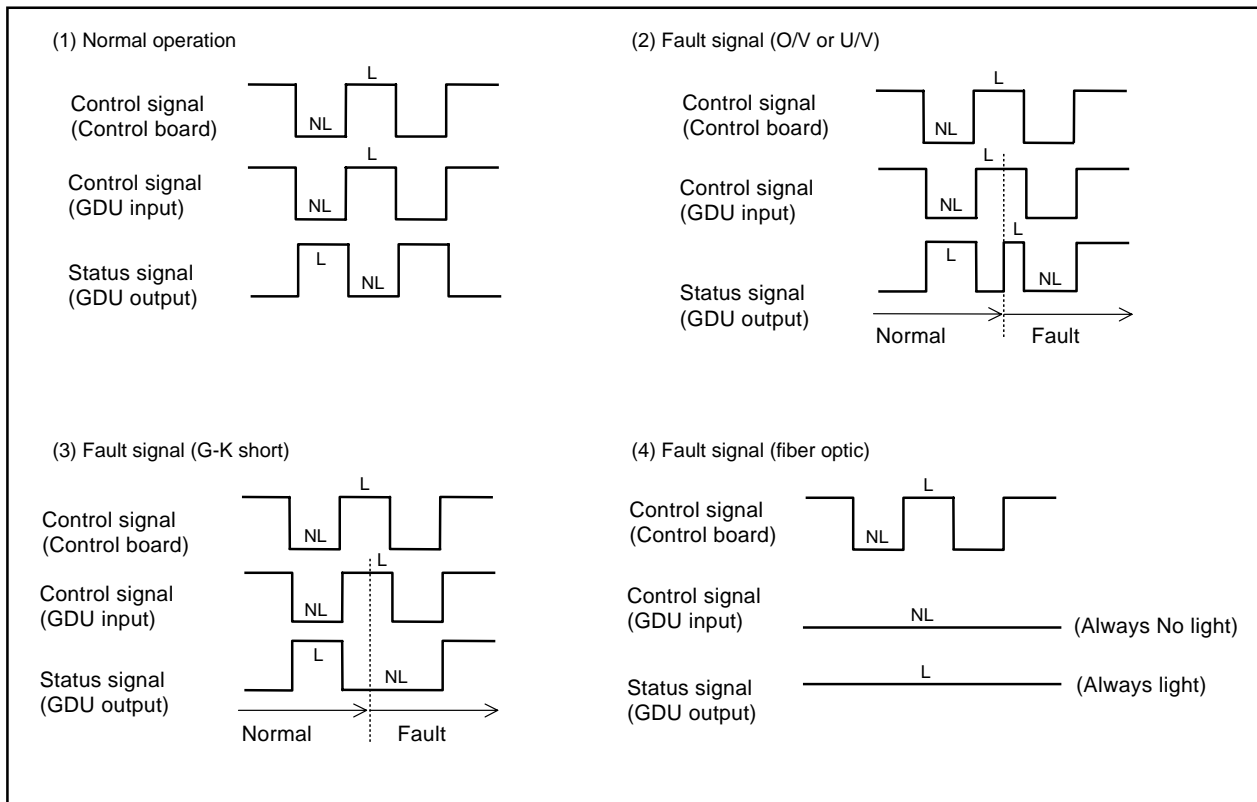 (1) Normal operation
L
Control signal
(Control board)
NL
L
Control signal
(GDU input)
NL
Status signal
(GDU output)
L
NL
(2) Fault signal (O/V or U/V)
L
Control signal
(Control board)
NL
L
Control signal
(GDU input)
NL
L
Status signal
(GDU output)
L
NL
Normal
Fault
(3) Fault signal (G-K short)
L
Control signal
(Control board)
NL
L
Control signal
(GDU input)
NL
Status signal
(GDU output)
L
NL
Normal
Fault
(4) Fault signal (fiber optic)
L
Control signal
(Control board)
NL
Control signal
(GDU input)
NL
(Always No light)
Status signal
(GDU output)
L
(Always light)